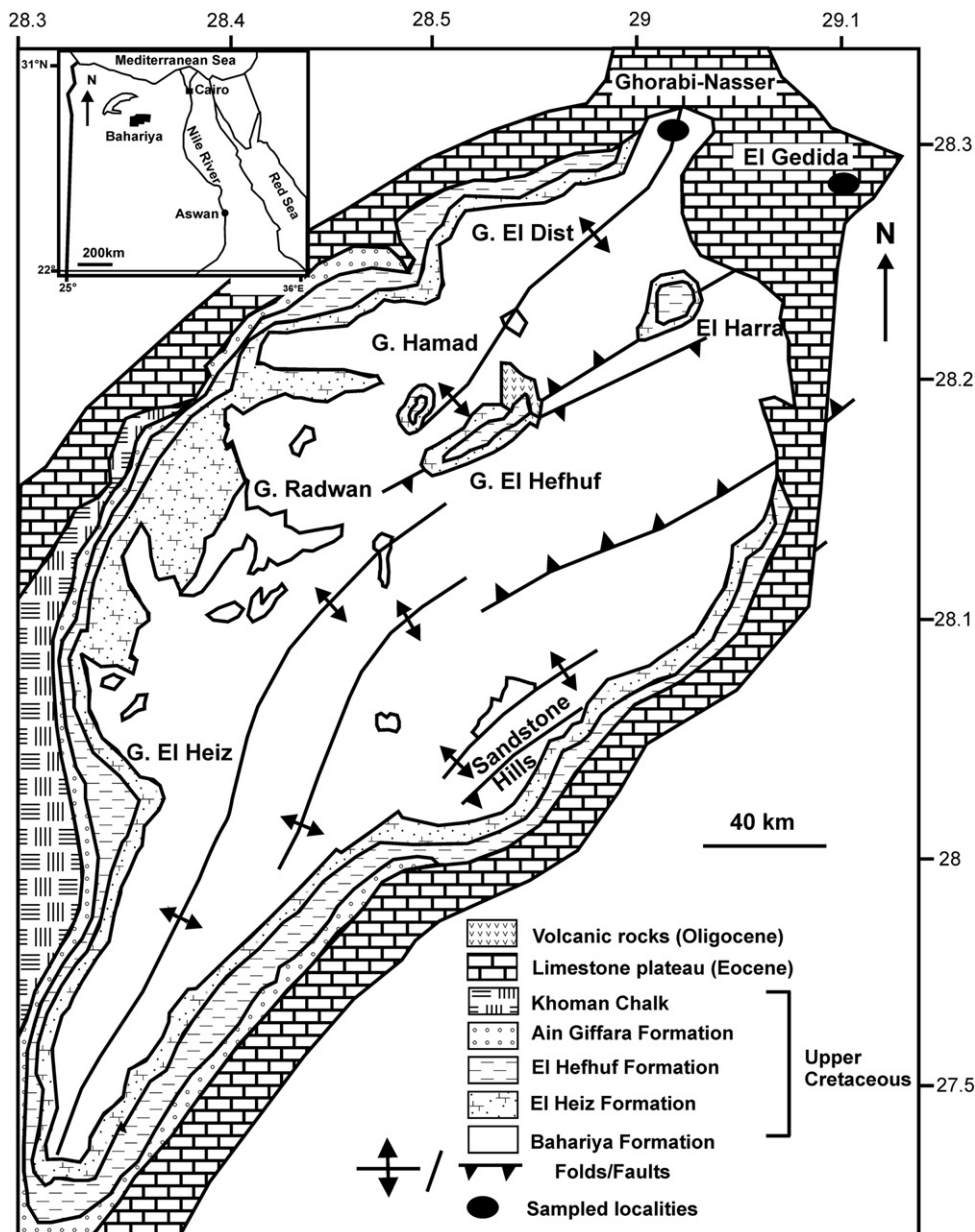 28.3 28.4 28.5 29 29.1
31°N
Mediterranean Sea
N
Cairo
Bahariya
Nile River
Red Sea
Aswan
200km
22°
25°
36°E
Ghorabi-Nasser
28.3
El Gedida
G. El Dist
N
El Harra
G. Hamad
28.2
G. Radwan
G. El Hefhuf
28.1
Sandstone
Hills
G. El Heiz
40 km
28
Volcanic rocks (Oligocene)
Limestone plateau (Eocene)
Khoman Chalk
Ain Giffara Formation
El Hefhuf Formation
El Heiz Formation
Bahariya Formation
Upper
Cretaceous
27.5
Folds/Faults
Sampled localities